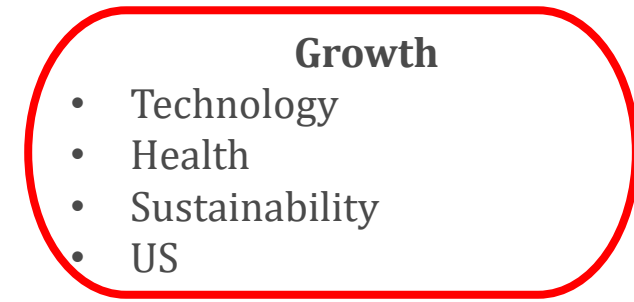 Growth
• Technology
• Health
• Sustainability
• US